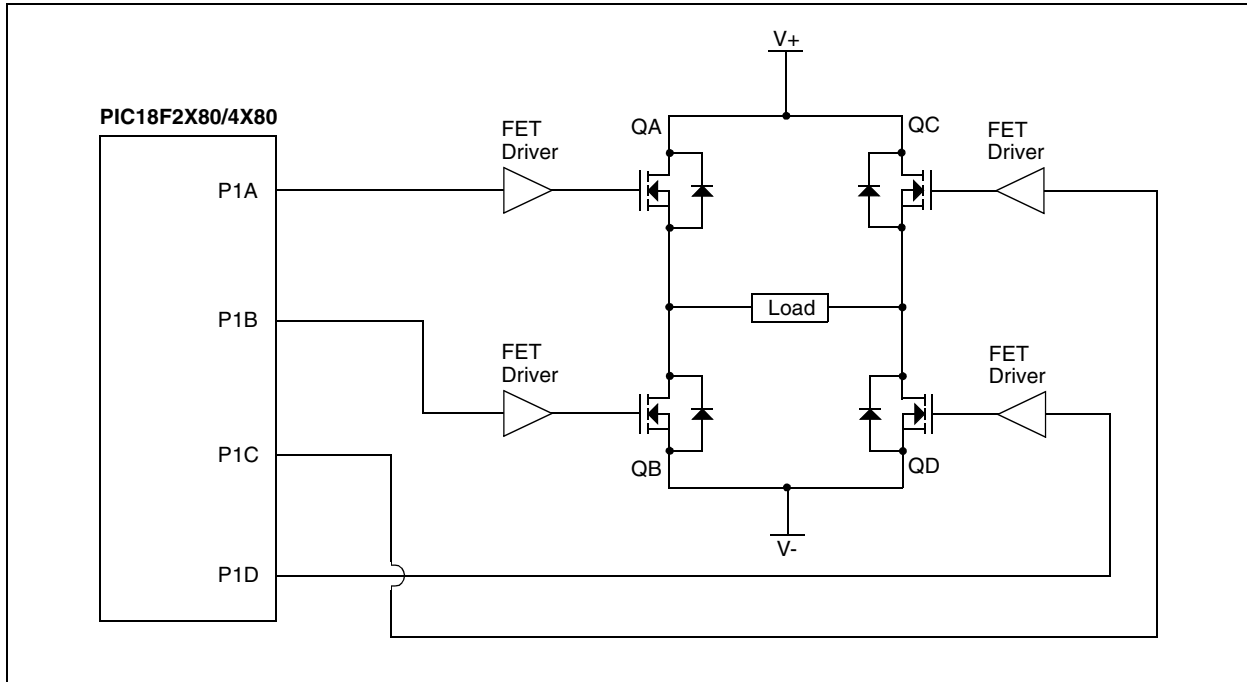 V+
PIC18F2X80/4X80
FET
Driver
QA
QC
FET
Driver
P1A
P1B
Load
FET
Driver
FET
Driver
P1C
QB
QD
V-
P1D